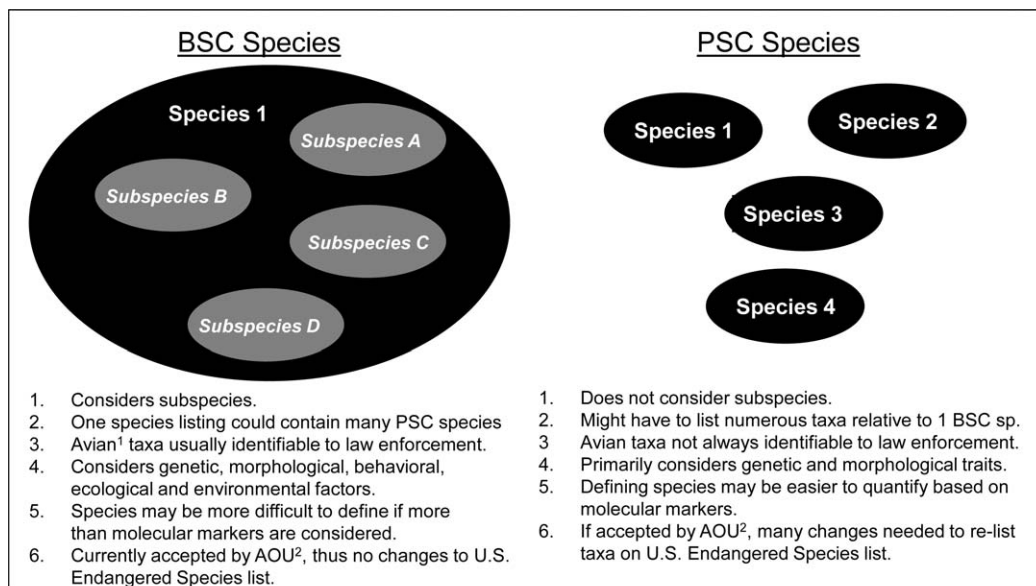 BSC Species
Species 1
Subspecies A
Subspecies B
Subspecies C
Subspecies D
1. Considers subspecies.
2. One species listing could contain many PSC species
3. Avian¹ taxa usually identifiable to law enforcement.
4. Considers genetic, morphological, behavioral,
ecological and environmental factors.
5. Species may be more difficult to define if more
than molecular markers are considered.
6. Currently accepted by AOU², thus no changes to U.S.
Endangered Species list.
PSC Species
Species 1
Species 2
Species 3
Species 4
1. Does not consider subspecies.
2. Might have to list numerous taxa relative to 1 BSC sp.
3 Avian taxa not always identifiable to law enforcement.
4. Primarily considers genetic and morphological traits.
5. Defining species may be easier to quantify based on
molecular markers.
6. If accepted by AOU², many changes needed to re-list
taxa on U.S. Endangered Species list.